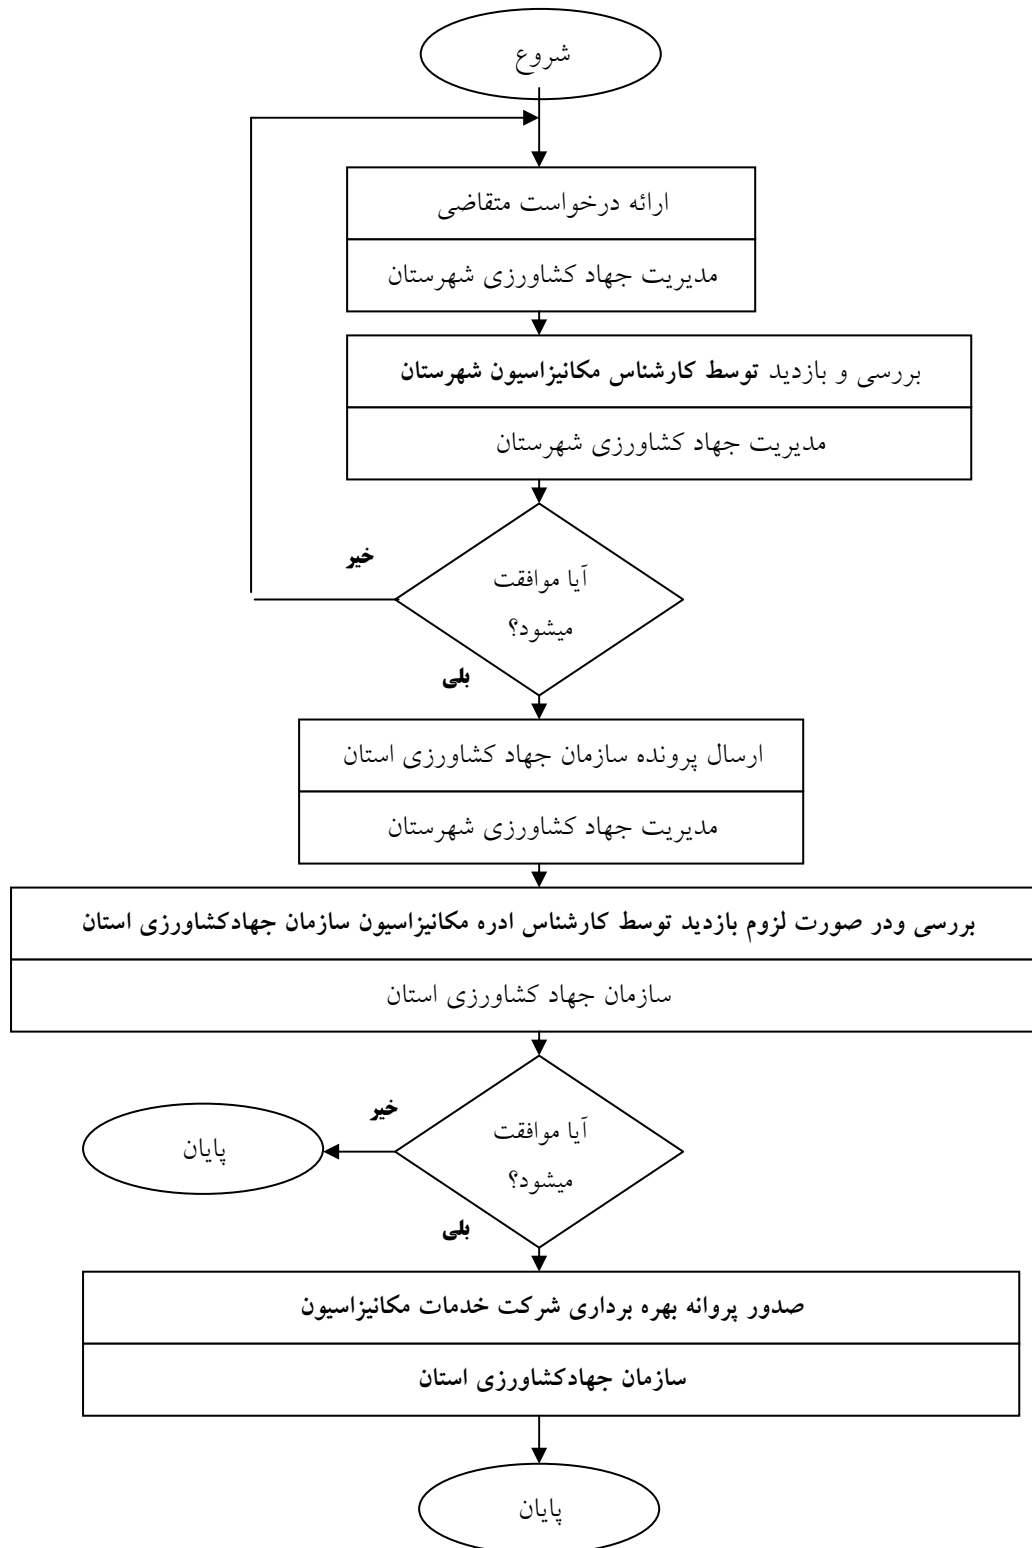 شروع
ارائه درخواست متقاضی
مدیریت جهاد کشاورزی شهرستان
بررسی و بازدید توسط کارشناس مکانیزاسیون شهرستان
مدیریت جهاد کشاورزی شهرستان
خیر
آیا موافقت
میشود؟
بلی
ارسال پرونده سازمان جهاد کشاورزی استان
مدیریت جهاد کشاورزی شهرستان
بررسی ودر صورت لزوم بازدید توسط کارشناس ادره مکانیزاسیون سازمان جهادکشاورزی استان
سازمان جهاد کشاورزی استان
خیر
آیا موافقت
میشود؟
پایان
بلی
صدور پروانه بهره برداری شرکت خدمات مکانیزاسیون
سازمان جهادکشاورزی استان
پایان